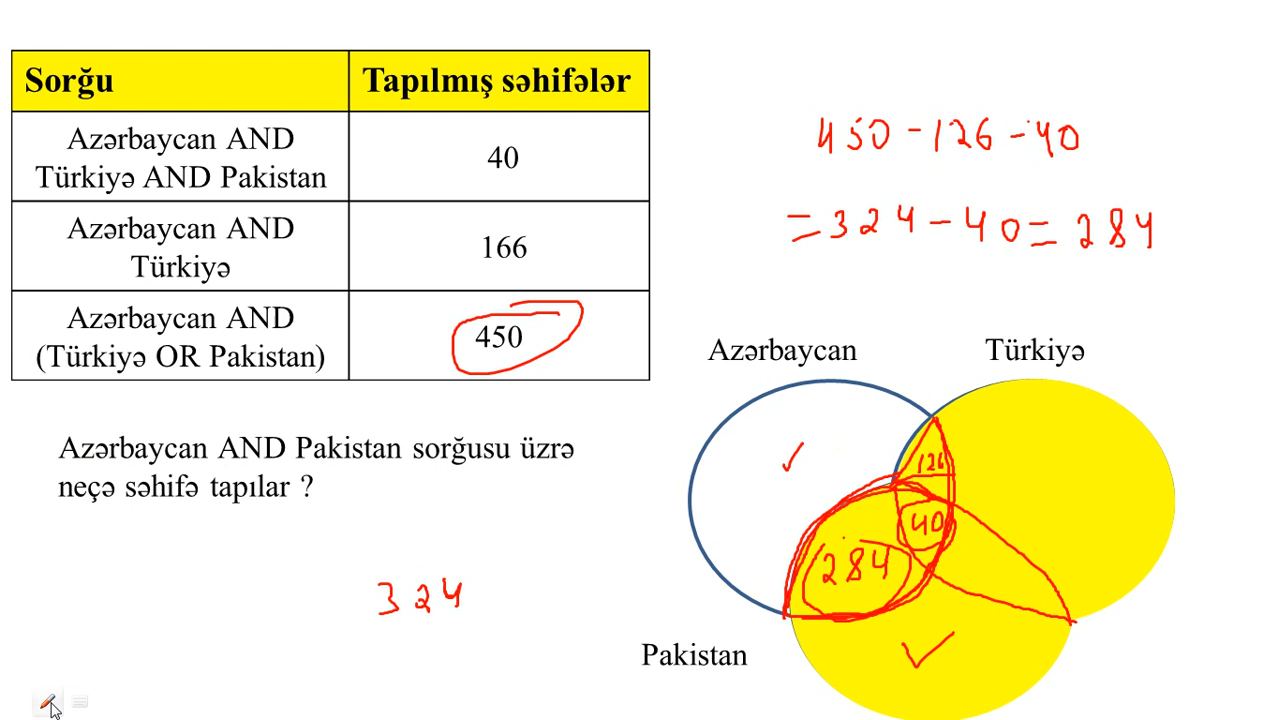 Sorğu
Tapılmış səhifələr
Azərbaycan AND
Türkiyə AND Pakistan
40
Azərbaycan AND
Türkiyə
166
Azərbaycan AND
(Türkiyə OR Pakistan)
450
Azərbaycan AND Pakistan sorğusu üzrə
neçə səhifə tapılar ?
324
450 - 126 - 40
= 324 - 40 = 284
Azərbaycan
Türkiyə
126
40
284
Pakistan